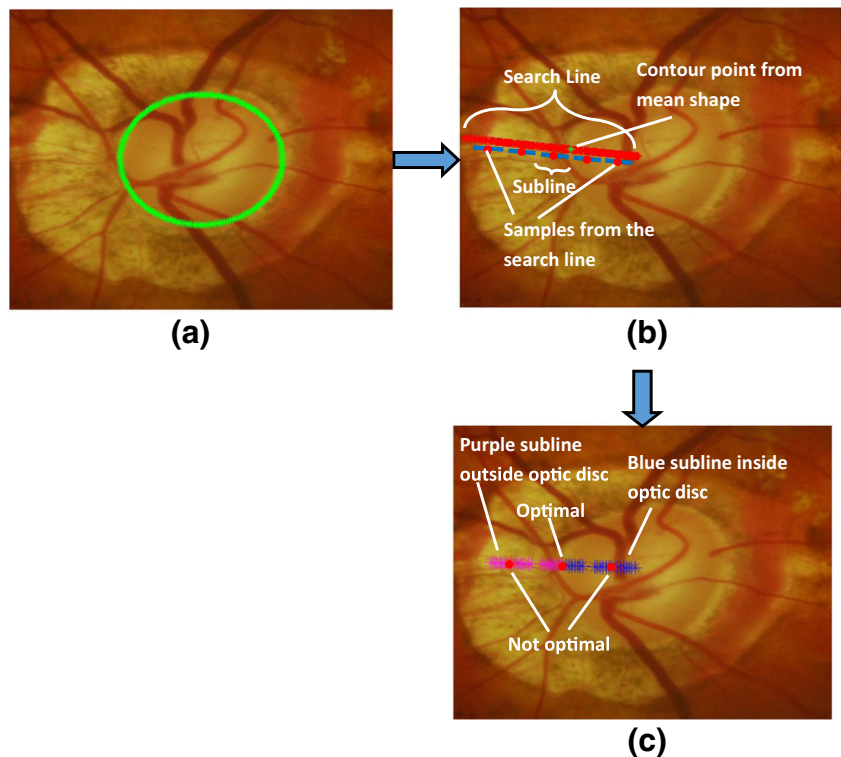 (a)
Search Line
Contour point from
mean shape
Subline
Samples from the
search line
(b)
Purple subline
outside optic disc
Blue subline inside
optic disc
Optimal
Not optimal
(c)